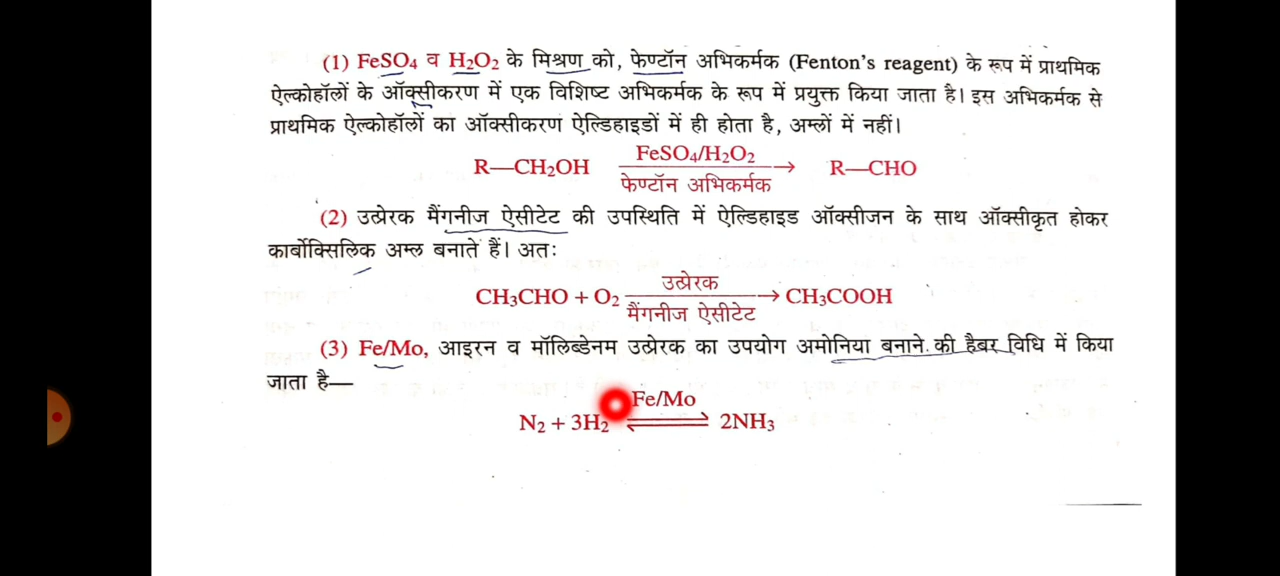 (1) FeSO₄ व H₂O₂ के मिश्रण को, फेण्टॉन अभिकर्मक (Fenton's reagent) के रूप में प्राथमिक
ऐल्कोहॉलों के ऑक्सीकरण में एक विशिष्ट अभिकर्मक के रूप में प्रयुक्त किया जाता है। इस अभिकर्मक से
प्राथमिक ऐल्कोहॉलों का ऑक्सीकरण ऐल्डिहाइडों में ही होता है, अम्लों में नहीं।
FeSO₄/H₂O₂
R—CH₂OH → R—CHO
फेण्टॉन अभिकर्मक
(2) उत्प्रेरक मैंगनीज ऐसीटेट की उपस्थिति में ऐल्डिहाइड ऑक्सीजन के साथ ऑक्सीकृत होकर
कार्बोक्सिलिक अम्ल बनाते हैं। अतः
उत्प्रेरक
CH₃CHO + O₂ → CH₃COOH
मैंगनीज ऐसीटेट
(3) Fe/Mo, आइरन व मॉलिब्डेनम उत्प्रेरक का उपयोग अमोनिया बनाने की हैबर विधि में किया
जाता है—
Fe/Mo
N₂ + 3H₂ ⇌ 2NH₃